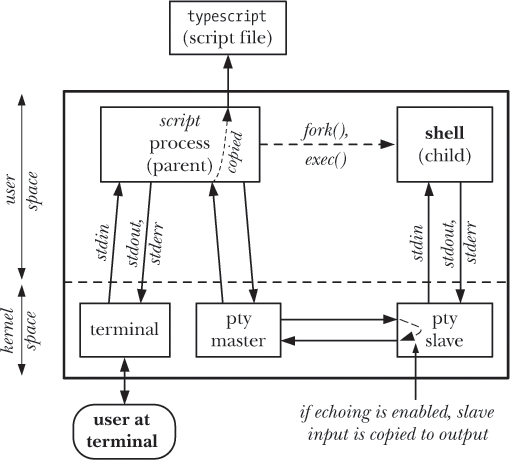 typescript
(script file)
script
process
(parent)
copied
fork(),
exec()
shell
(child)
user
space
stdin
stdout,
stderr
stdin
stdout,
stderr
kernel
space
terminal
pty
master
pty
slave
user at
terminal
if echoing is enabled, slave
input is copied to output